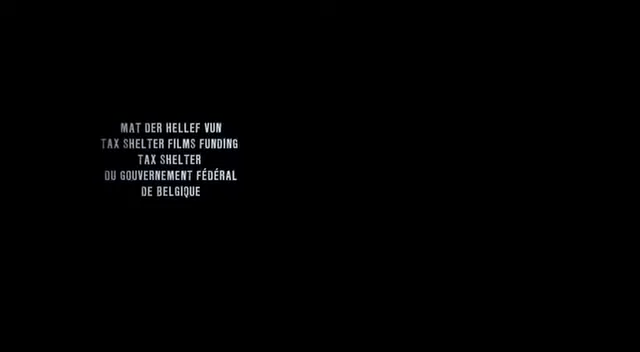 MAT DER HELLEF VUN
TAX SHELTER FILMS FUNDING
TAX SHELTER
DU GOUVERNEMENT FÉDÉRAL
DE BELGIQUE